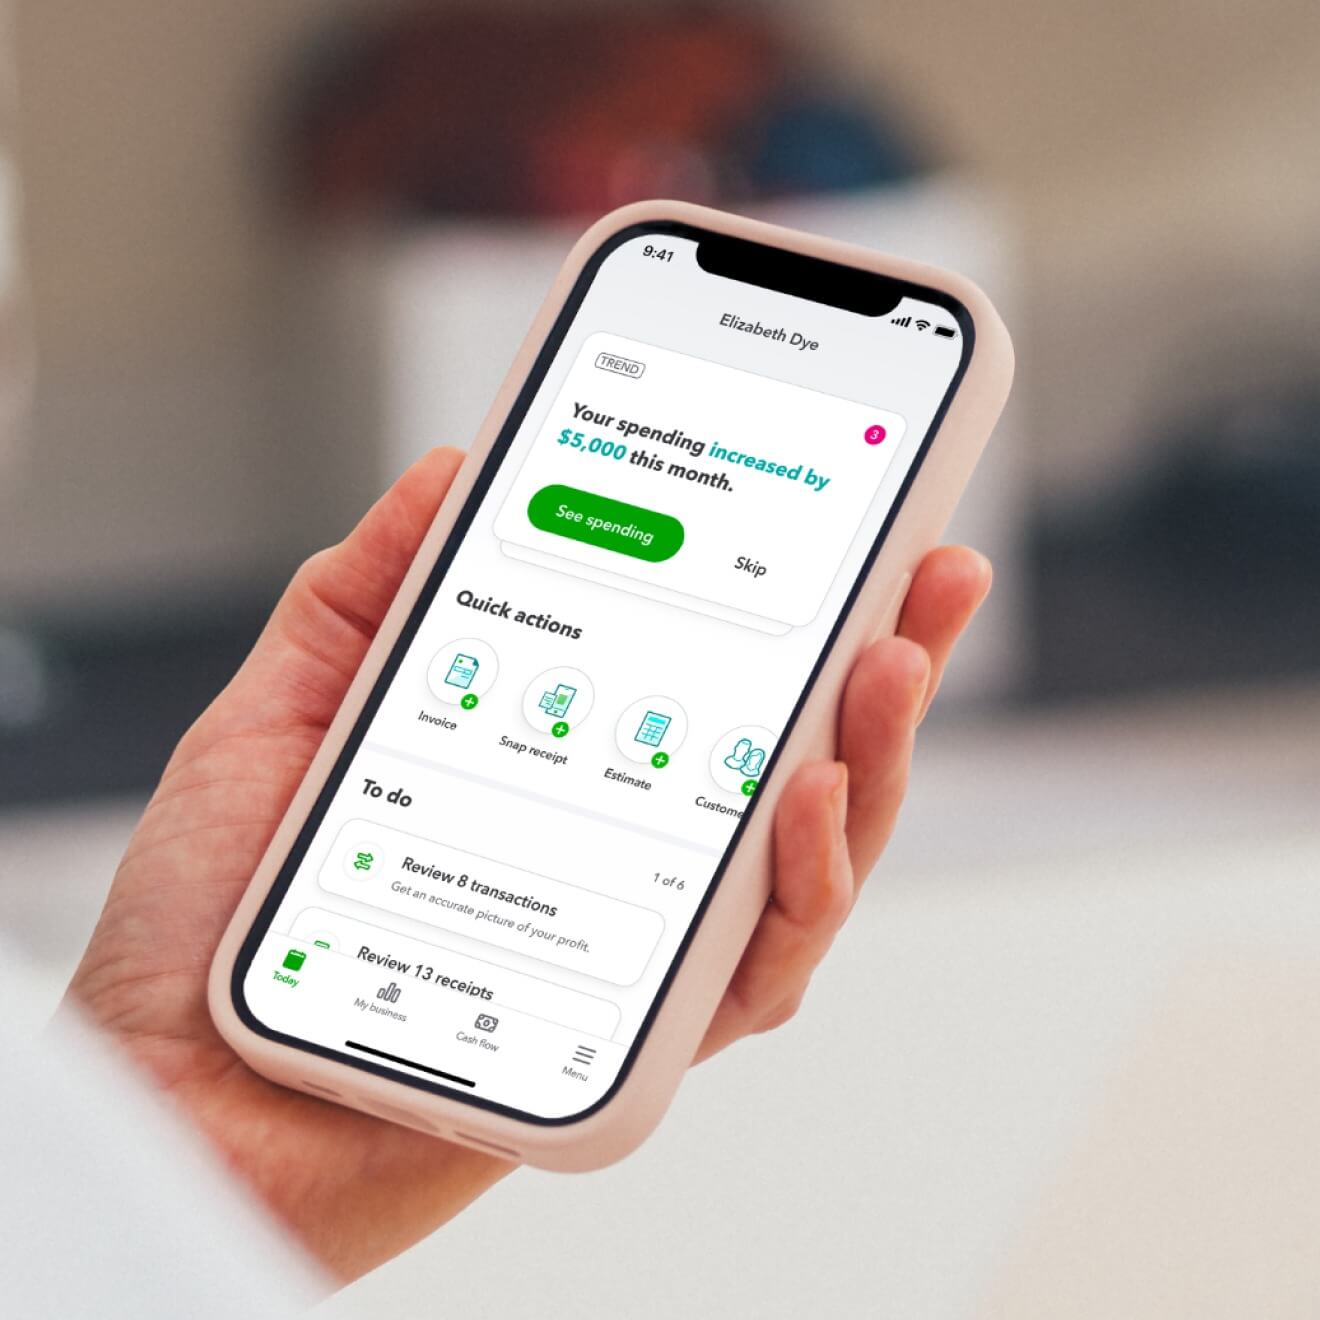 9:41
Elizabeth Dye
TREND
3
Your spending increased by
$5,000 this month.
See spending
Skip
Quick actions
Invoice
Snap receipt
Estimate
Custome
To do
1 of 6
Review 8 transactions
Get an accurate picture of your profit.
Review 13 receipts
Today
My business
Cash flow
Menu